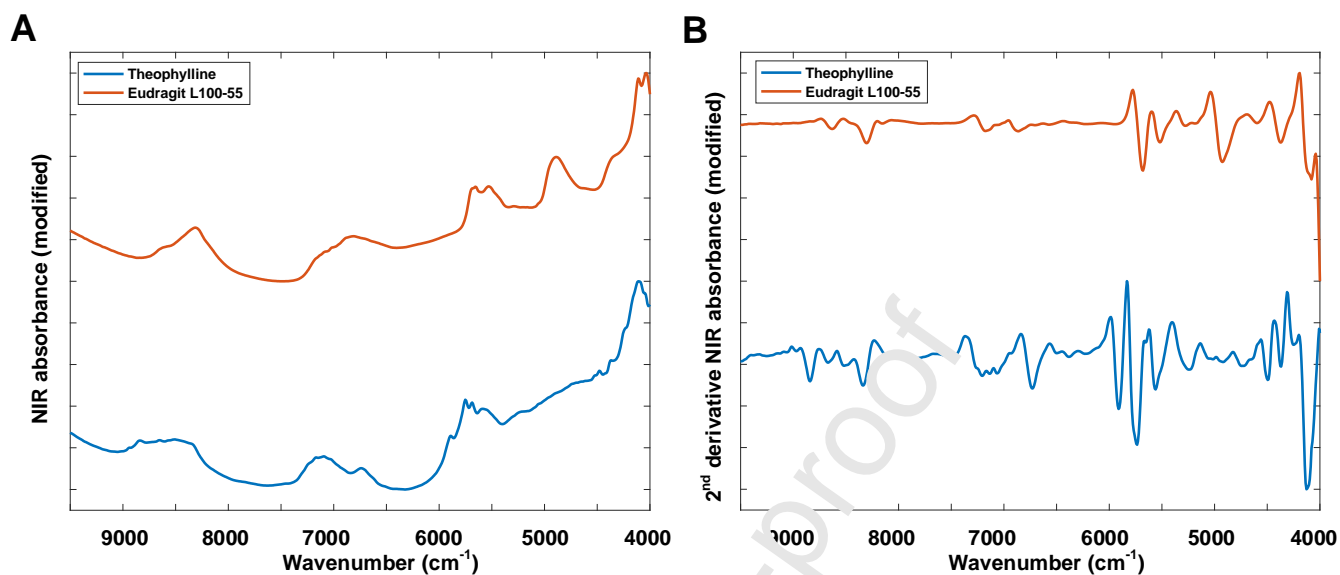 A
B
Theophylline
Eudragit L100-55
Theophylline
Eudragit L100-55
NIR absorbance (modified)
2nd derivative NIR absorbance (modified)
9000 8000 7000 6000 5000 4000
9000 8000 7000 6000 5000 4000
Wavenumber (cm-1)
Wavenumber (cm-1)